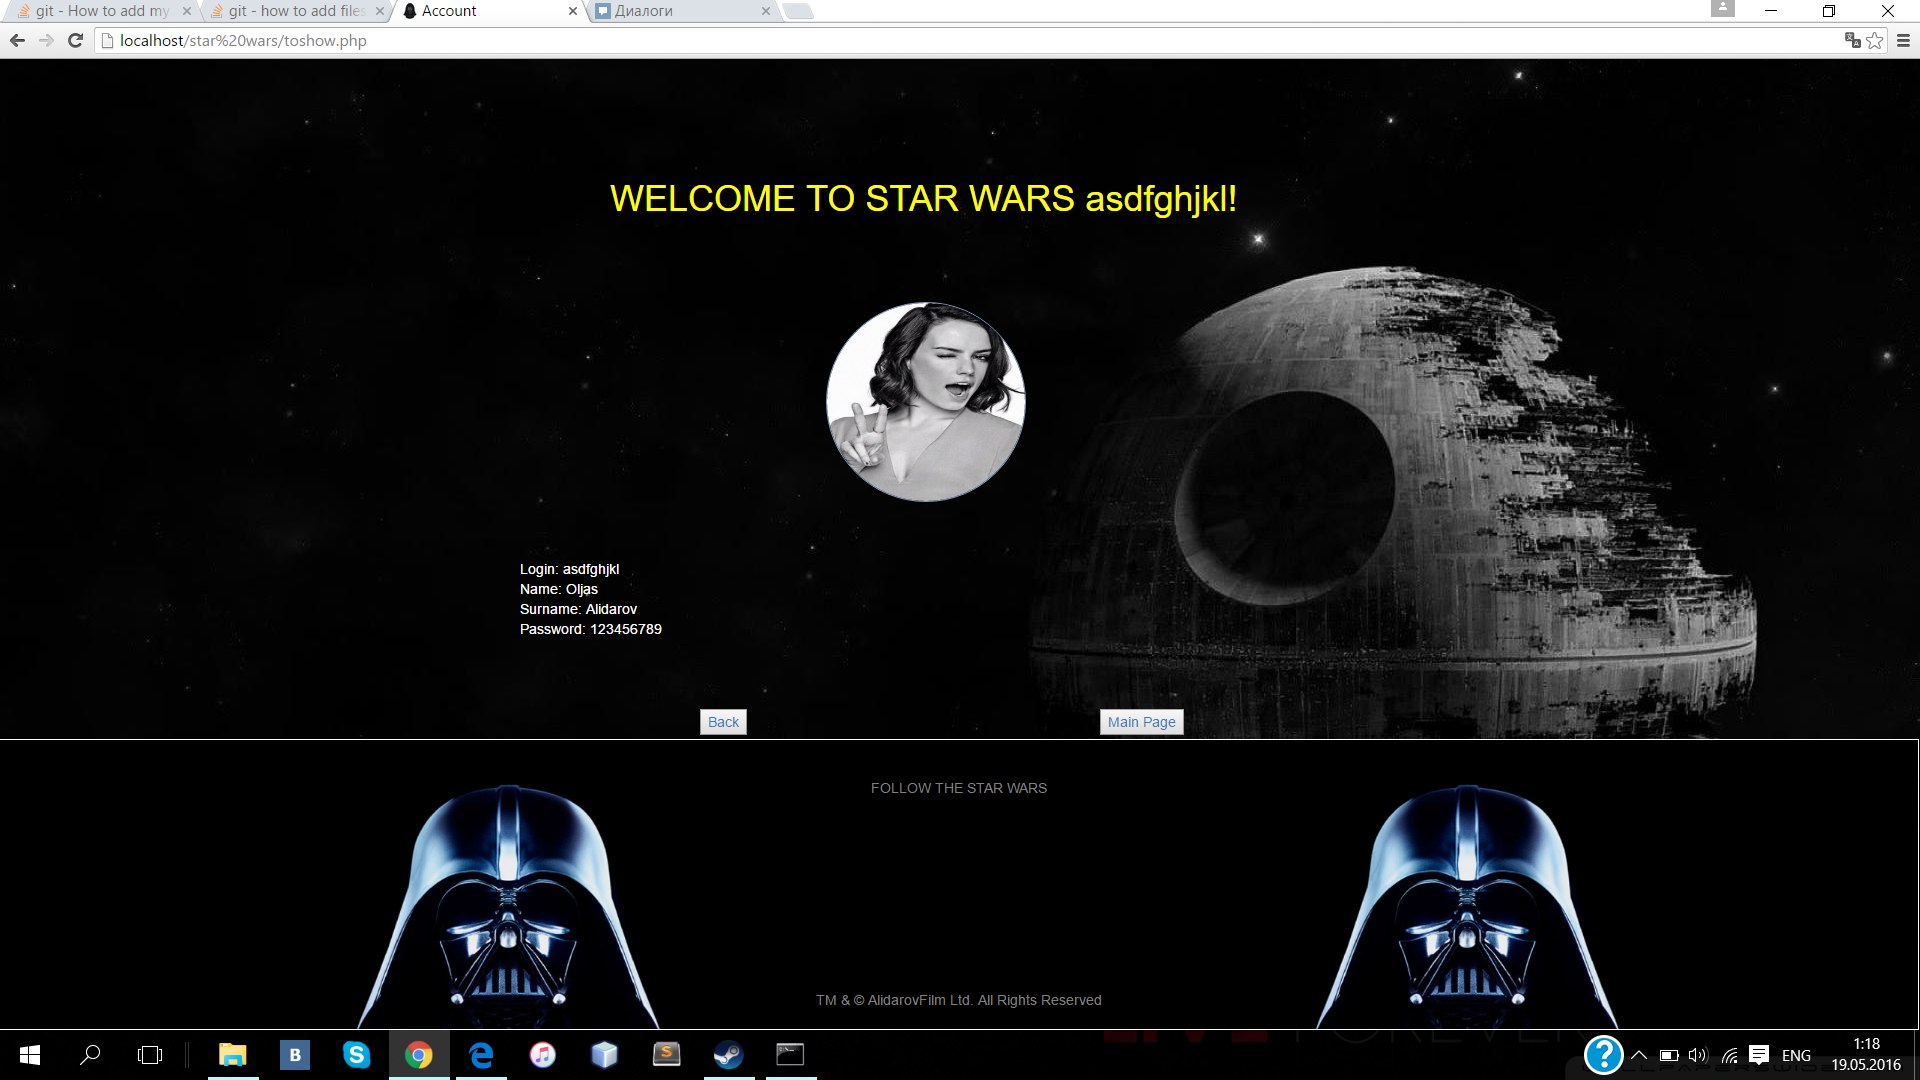 git - How to add my
git - how to add files
Account
Диалоги
localhost/star%20wars/toshow.php
WELCOME TO STAR WARS asdfghjkl!
Login: asdfghjkl
Name: Oljas
Surname: Alidarov
Password: 123456789
Back
Main Page
FOLLOW THE STAR WARS
TM & © AlidarovFilm Ltd. All Rights Reserved
ENG
1:18
19.05.2016